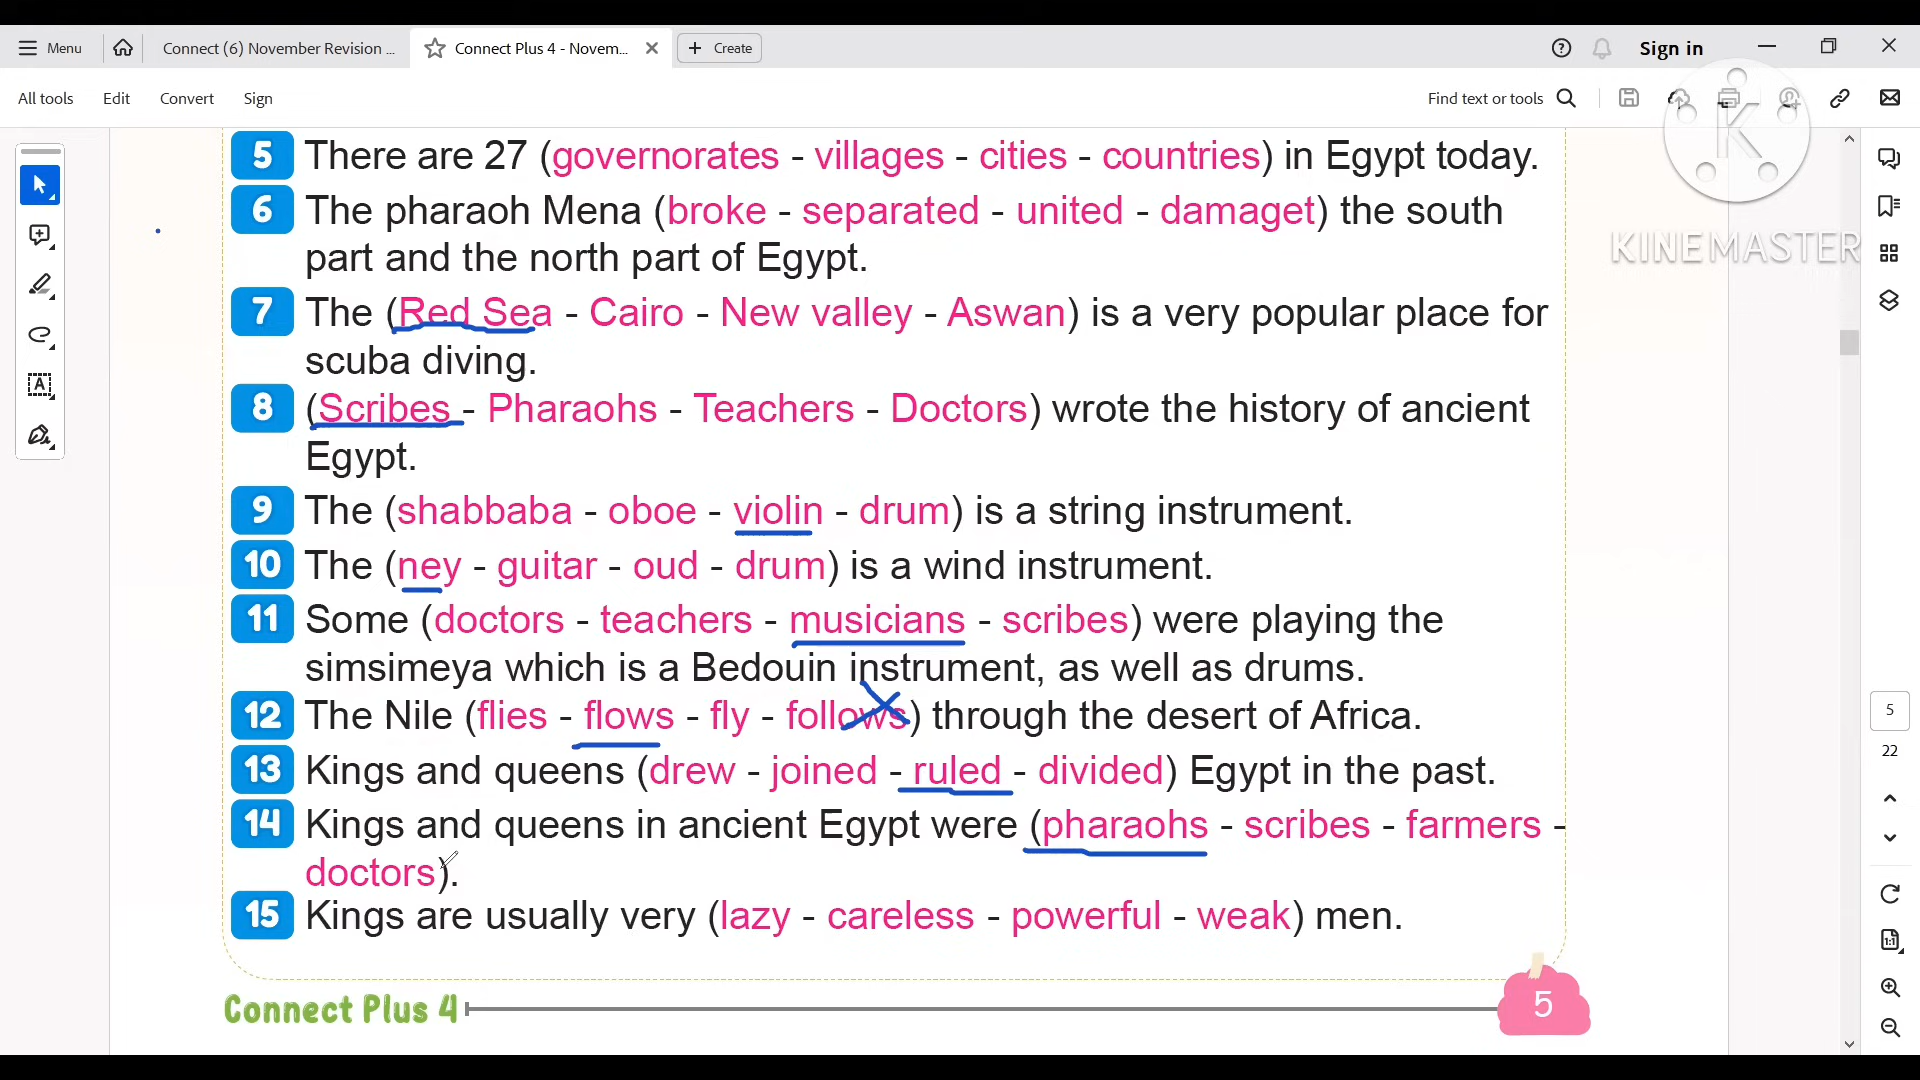 Menu
Connect (6) November Revision ...
Connect Plus 4 - Novem...
Create
Sign in
All tools
Edit
Convert
Sign
Find text or tools
KINEMASTER
5 There are 27 (governorates - villages - cities - countries) in Egypt today.
6 The pharaoh Mena (broke - separated - united - damaget) the south
part and the north part of Egypt.
7 The (Red Sea - Cairo - New valley - Aswan) is a very popular place for
scuba diving.
8 (Scribes - Pharaohs - Teachers - Doctors) wrote the history of ancient
Egypt.
9 The (shabbaba - oboe - violin - drum) is a string instrument.
10 The (ney - guitar - oud - drum) is a wind instrument.
11 Some (doctors - teachers - musicians - scribes) were playing the
simsimeya which is a Bedouin instrument, as well as drums.
12 The Nile (flies - flows - fly - follows) through the desert of Africa.
13 Kings and queens (drew - joined - ruled - divided) Egypt in the past.
14 Kings and queens in ancient Egypt were (pharaohs - scribes - farmers -
doctors).
15 Kings are usually very (lazy - careless - powerful - weak) men.
Connect Plus 4
5
5
22